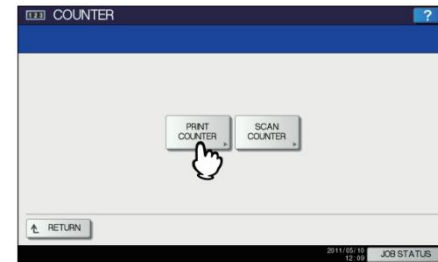 123 COUNTER
?
PRINT
COUNTER
SCAN
COUNTER
RETURN
2011/05/10
12:09
JOB STATUS